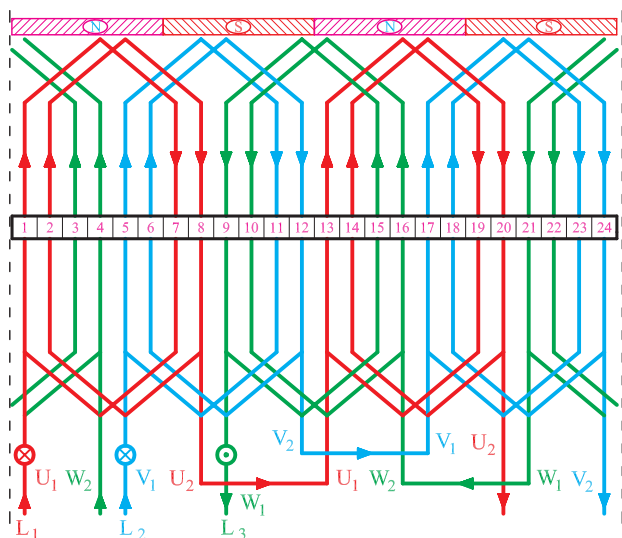 N S N S
1 2 3 4 5 6 7 8 9 10 11 12 13 14 15 16 17 18 19 20 21 22 23 24
V₂ V₁ U₂
U₁ W₂ V₁ U₂ W₁ U₁ W₂ W₁ V₂
L₁ L₂ L₃